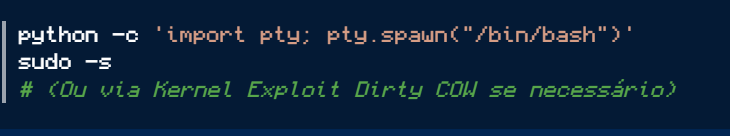 python -c 'import pty; pty.spawn("/bin/bash")'
sudo -s
# (Ou via Kernel Exploit Dirty COW se necessário)